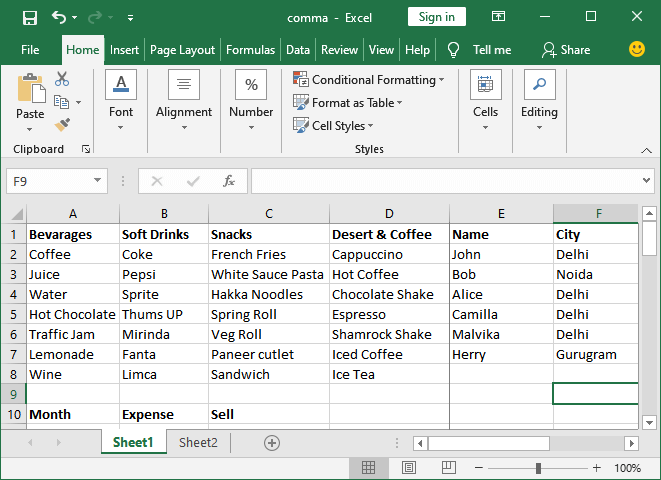 comma - Excel
Sign in
File Home Insert Page Layout Formulas Data Review View Help Tell me Share
Paste
Clipboard
A
Font
Alignment
%
Number
Conditional Formatting
Format as Table
Cell Styles
Styles
Cells
Editing
F9 fx
A B C D E F
1 Bevarages Soft Drinks Snacks Desert & Coffee Name City
2 Coffee Coke French Fries Cappuccino John Delhi
3 Juice Pepsi White Sauce Pasta Hot Coffee Bob Noida
4 Water Sprite Hakka Noodles Chocolate Shake Alice Delhi
5 Hot Chocolate Thums UP Spring Roll Espresso Camilla Delhi
6 Traffic Jam Mirinda Veg Roll Shamrock Shake Malvika Delhi
7 Lemonade Fanta Paneer cutlet Iced Coffee Herry Gurugram
8 Wine Limca Sandwich Ice Tea
9
10 Month Expense Sell
Sheet1 Sheet2
100%